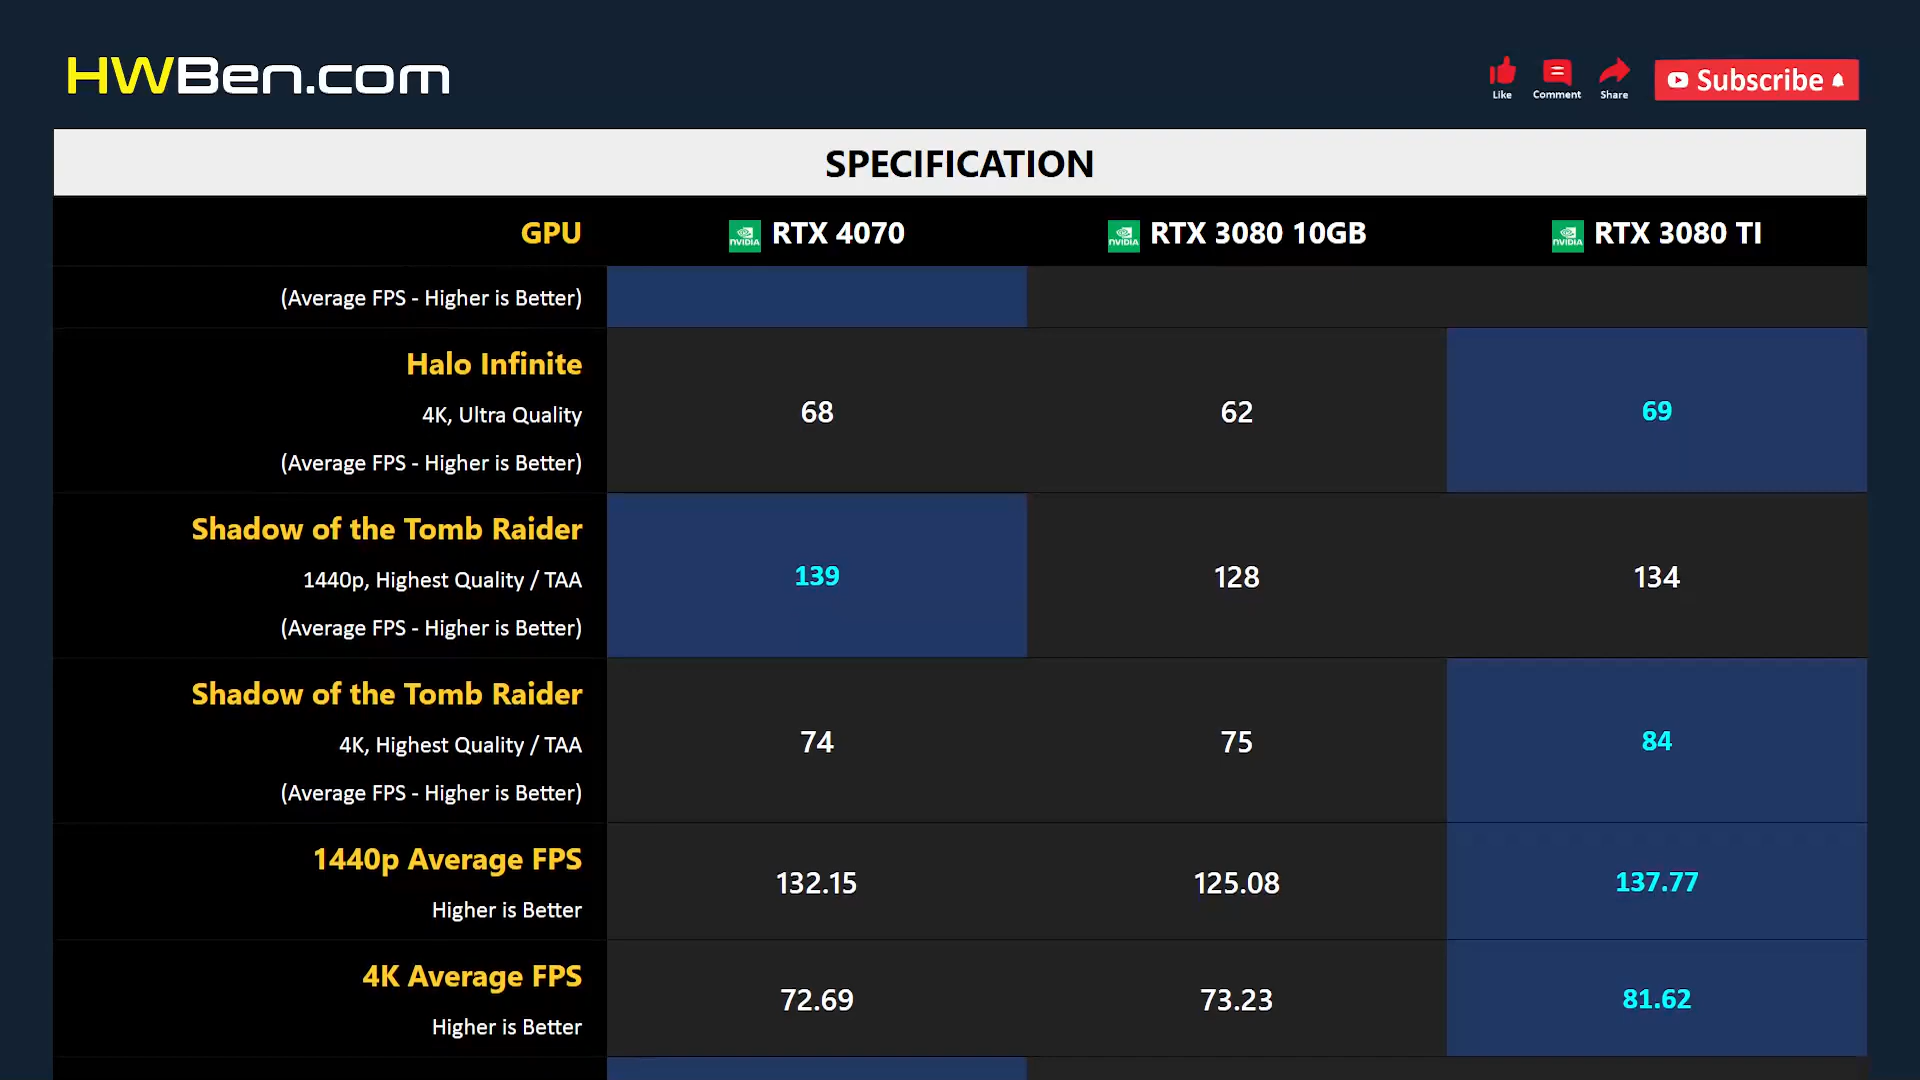 HWBen.com
Like
Comment
Share
Subscribe
SPECIFICATION
GPU
NVIDIA RTX 4070
NVIDIA RTX 3080 10GB
NVIDIA RTX 3080 TI
(Average FPS - Higher is Better)
Halo Infinite
4K, Ultra Quality
(Average FPS - Higher is Better)
68
62
69
Shadow of the Tomb Raider
1440p, Highest Quality / TAA
(Average FPS - Higher is Better)
139
128
134
Shadow of the Tomb Raider
4K, Highest Quality / TAA
(Average FPS - Higher is Better)
74
75
84
1440p Average FPS
Higher is Better
132.15
125.08
137.77
4K Average FPS
Higher is Better
72.69
73.23
81.62